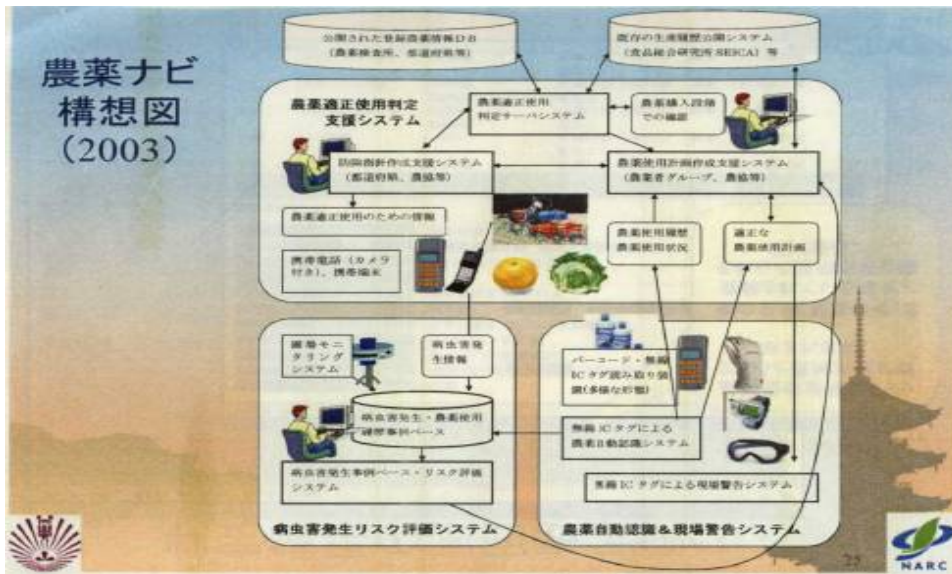 農薬ナビ
構想図
(2003)
公開された登録農薬情報DB
(農薬検査所、都道府県等)
既存の生産履歴公開システム
(食品総合研究所 SEICA) 等
農薬適正使用判定
支援システム
農薬適正使用
判定サーバシステム
農薬購入段階
での確認
防除指針作成支援システム
(都道府県、農協等)
農薬使用計画作成支援システム
(農業者グループ、農協等)
農薬適正使用のための情報
携帯電話 (カメラ
付き)、携帯端末
農薬使用履歴
農薬使用状況
適正な
農薬使用計画
圃場モニ
タリング
システム
病虫害発
生情報
病虫害発生・農薬使用
事例ベース
病虫害発生事例ベース・リスク評価
システム
病虫害発生リスク評価システム
バーコード・無線
ICタグ読み取り装
置(多様な形態)
無線ICタグによる
農薬自動認識システム
無線ICタグによる現場警告システム
農薬自動認識&現場警告システム
25
NARC